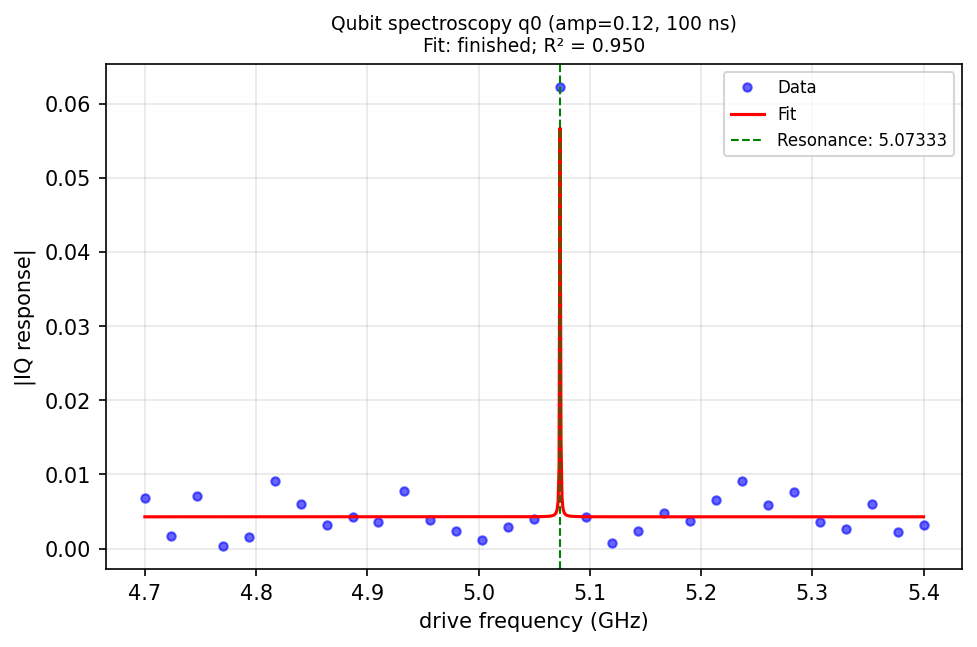 Qubit spectroscopy q0 (amp=0.12, 100 ns)
Fit: finished; R² = 0.950
Data
Fit
Resonance: 5.07333
|IQ response|
0.06
0.05
0.04
0.03
0.02
0.01
0.00
4.7 4.8 4.9 5.0 5.1 5.2 5.3 5.4
drive frequency (GHz)